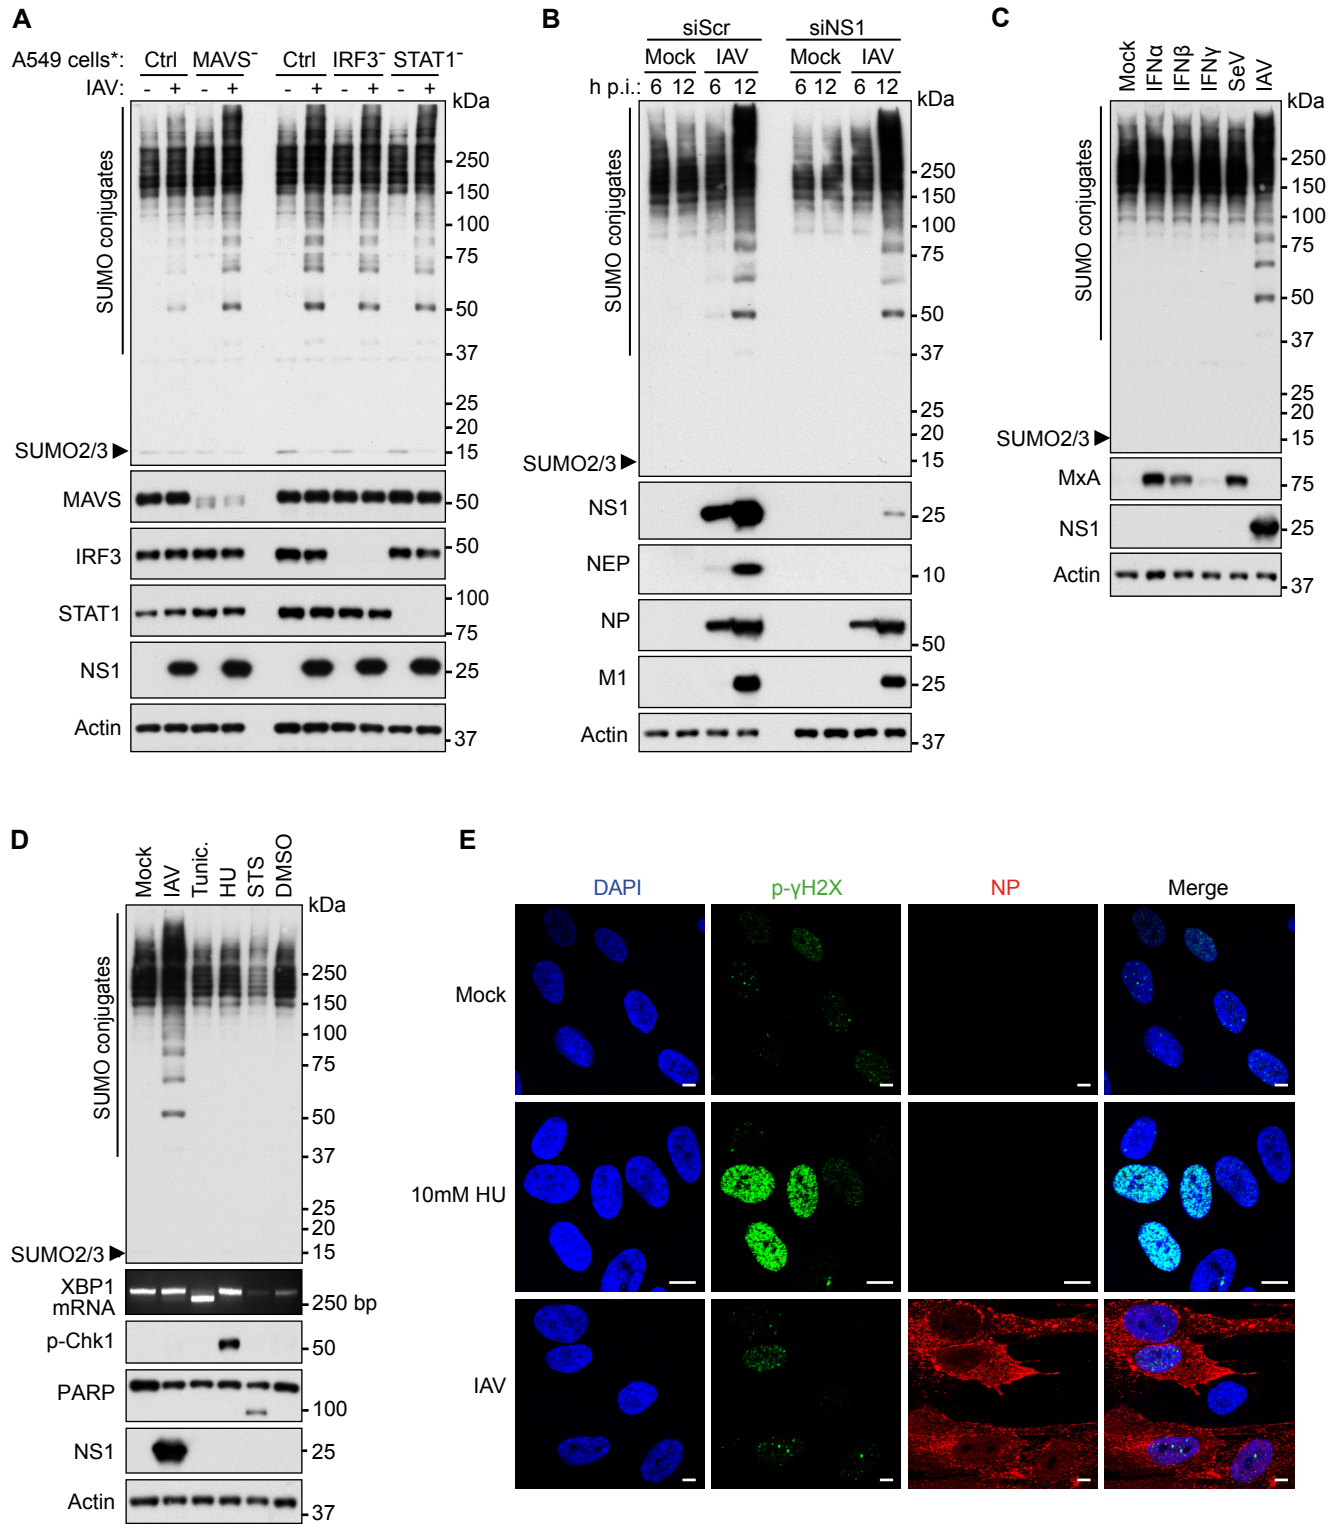 A
A549 cells*: Ctrl MAVS⁻ Ctrl IRF3⁻ STAT1⁻
IAV: - + - + - + - + - +
kDa
SUMO conjugates
250
150
100
75
50
37
25
20
SUMO2/3 15
MAVS 50
IRF3 50
STAT1 100
75
NS1 25
Actin 37
B
siScr siNS1
Mock IAV Mock IAV
h p.i.: 6 12 6 12 6 12 6 12
kDa
SUMO conjugates
250
150
100
75
50
37
25
20
SUMO2/3 15
NS1 25
NEP 10
NP 50
M1 25
Actin 37
C
Mock IFNα IFNβ IFNγ SeV IAV
kDa
SUMO conjugates
250
150
100
75
50
37
25
20
SUMO2/3 15
MxA 75
NS1 25
Actin 37
D
Mock IAV Tunic. HU STS DMSO
kDa
SUMO conjugates
250
150
100
75
50
37
25
20
SUMO2/3 15
XBP1
mRNA 250 bp
p-Chk1 50
PARP 100
NS1 25
Actin 37
E
DAPI p-γH2X NP Merge
Mock
10mM HU
IAV